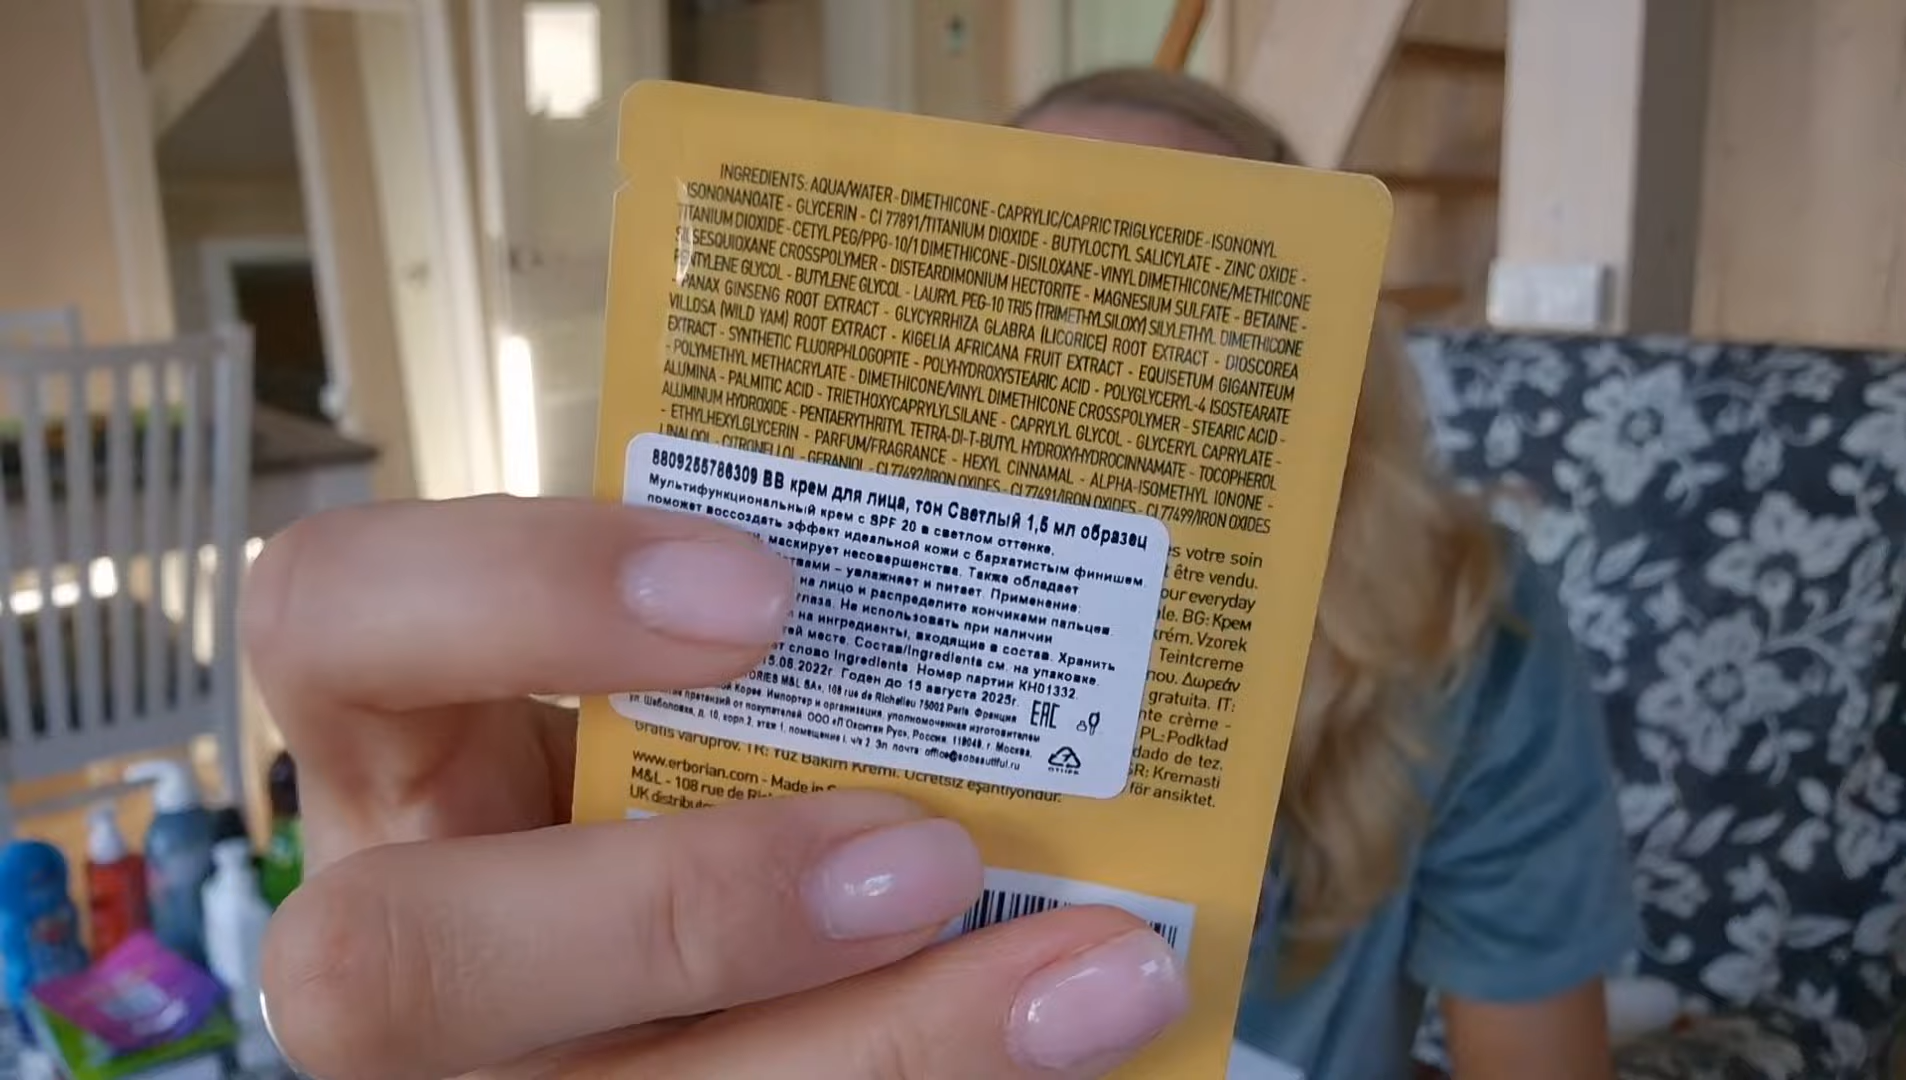 INGREDIENTS: AQUA/WATER - DIMETHICONE - CAPRYLIC/CAPRIC TRIGLYCERIDE - ISONONYL
ISONONANOATE - GLYCERIN - CI 77891/TITANIUM DIOXIDE - BUTYLOCTYL SALICYLATE - ZINC OXIDE -
TITANIUM DIOXIDE - CETYL PEG/PPG-10/1 DIMETHICONE - DISILOXANE - VINYL DIMETHICONE/METHICONE
SILSESQUIOXANE CROSSPOLYMER - DISTEARDIMONIUM HECTORITE - MAGNESIUM SULFATE - BETAINE -
PENTYLENE GLYCOL - BUTYLENE GLYCOL - LAURYL PEG-10 TRIS (TRIMETHYLSILOXY) SILYLETHYL DIMETHICONE
- PANAX GINSENG ROOT EXTRACT - GLYCYRRHIZA GLABRA (LICORICE) ROOT EXTRACT - DIOSCOREA
VILLOSA (WILD YAM) ROOT EXTRACT - KIGELIA AFRICANA FRUIT EXTRACT - EQUISETUM GIGANTEUM
EXTRACT - SYNTHETIC FLUORPHLOGOPITE - POLYHYDROXYSTEARIC ACID - POLYGLYCERYL-4 ISOSTEARATE
- POLYMETHYL METHACRYLATE - DIMETHICONE/VINYL DIMETHICONE CROSSPOLYMER - STEARIC ACID -
ALUMINA - PALMITIC ACID - TRIETHOXYCAPRYLYLSILANE - CAPRYLYL GLYCOL - GLYCERYL CAPRYLATE -
ALUMINUM HYDROXIDE - PENTAERYTHRITYL TETRA-DI-T-BUTYL HYDROXYHYDROCINNAMATE - TOCOPHEROL
- ETHYLHEXYLGLYCERIN - PARFUM/FRAGRANCE - HEXYL CINNAMAL - ALPHA-ISOMETHYL IONONE -
LINALOOL - CITRONELLOL - GERANIOL - CI 77492/IRON OXIDES - CI 77491/IRON OXIDES - CI 77499/IRON OXIDES
8809255786309 BB крем для лица, тон Светлый 1,5 мл образец
Мультифункциональный крем с SPF 20 в светлом оттенке,
поможет воссоздать эффект идеальной кожи с бархатистым финишем
маскирует несовершенства. Также обладает
– увлажняет и питает. Применение:
на лицо и распределите кончиками пальцев.
глаза. Не использовать при наличии
на ингредиенты, входящие в состав. Хранить
месте. Состав/Ingredients см. на упаковке,
слово Ingredients. Номер партии KH01332.
15.08.2022г. Годен до 15 августа 2025г.
M&L SA», 108 rue de Richelieu 75002 Paris Франция
Корея. Импортер и организация, уполномоченная изготовителем
претензий от покупателей ООО «Л'Окситан Рус», Россия, 119049, г. Москва,
ул. Шаболовка, д. 10, корп.2, этаж 1, помещение I, ч/к 2. Эл. почта:
EAC
votre soin
être vendu.
everyday
BG: Крем
Vzorek
Teintcreme
Δωρεάν
gratuita. IT:
crème -
PL: Podkład
de tez.
Kremasti
för ansiktet.
Gratis varuprov. TR: Yüz Bakım Kremi. Ücretsiz eşantiyondur.
www.erborian.com - Made in
M&L - 108 rue de
UK